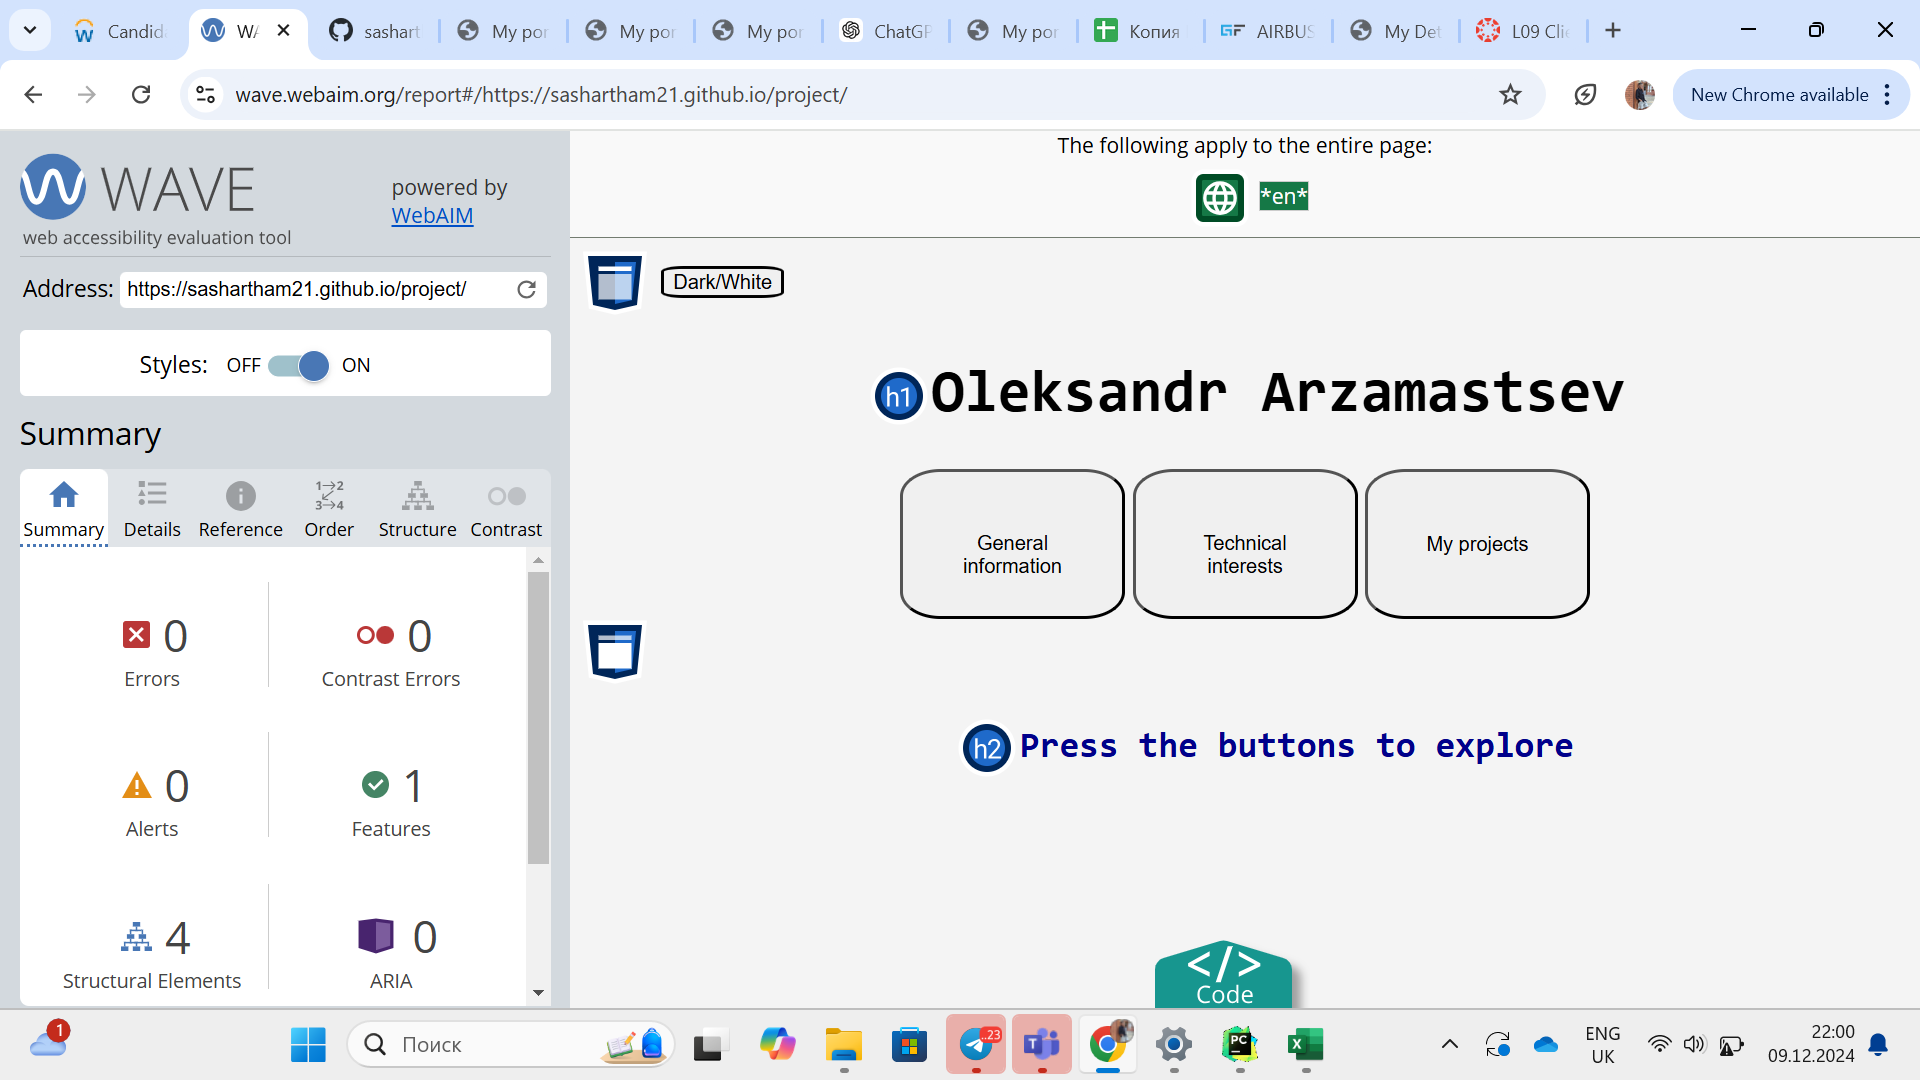 Candida
WA
sashart
My por
My por
My por
ChatGP
My por
Копия
AIRBUS
My Det
L09 Clie
wave.webaim.org/report#/https://sashartham21.github.io/project/
New Chrome available
WAVE
powered by
WebAIM
web accessibility evaluation tool
Address: https://sashartham21.github.io/project/
Styles: OFF ON
Summary
Summary Details Reference Order Structure Contrast
0
Errors
0
Contrast Errors
0
Alerts
1
Features
4
Structural Elements
0
ARIA
The following apply to the entire page:
*en*
Dark/White
h1 Oleksandr Arzamastsev
General
information
Technical
interests
My projects
h2 Press the buttons to explore
</>
Code
1
Поиск
..23
ENG
UK
22:00
09.12.2024